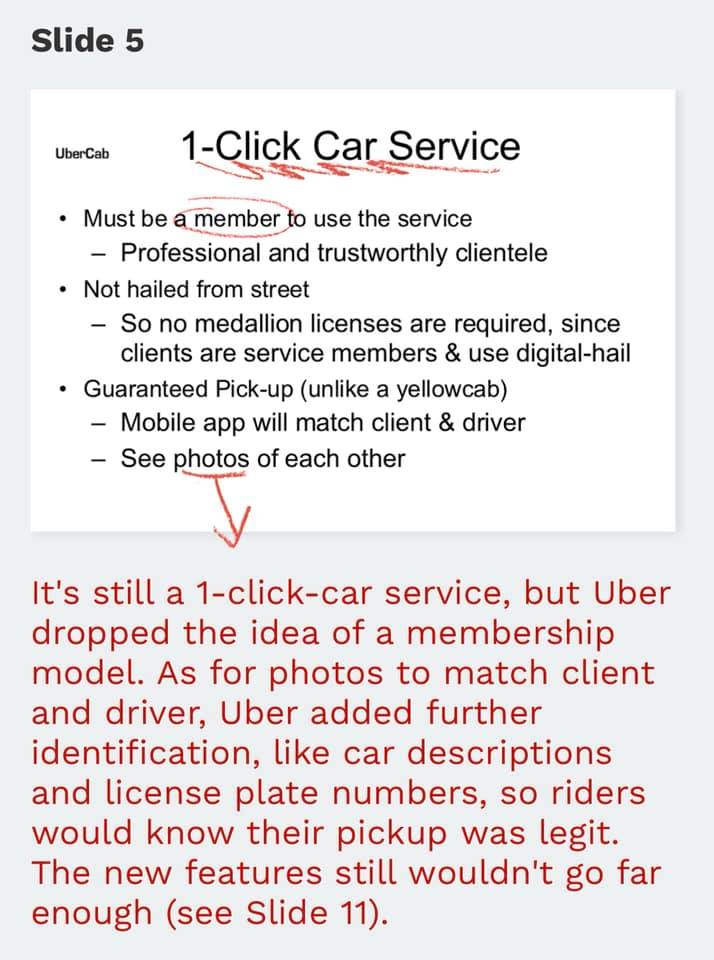 Slide 5
UberCab
1-Click Car Service
• Must be a member to use the service
– Professional and trustworthly clientele
• Not hailed from street
– So no medallion licenses are required, since
clients are service members & use digital-hail
• Guaranteed Pick-up (unlike a yellowcab)
– Mobile app will match client & driver
– See photos of each other
It's still a 1-click-car service, but Uber
dropped the idea of a membership
model. As for photos to match client
and driver, Uber added further
identification, like car descriptions
and license plate numbers, so riders
would know their pickup was legit.
The new features still wouldn't go far
enough (see Slide 11).